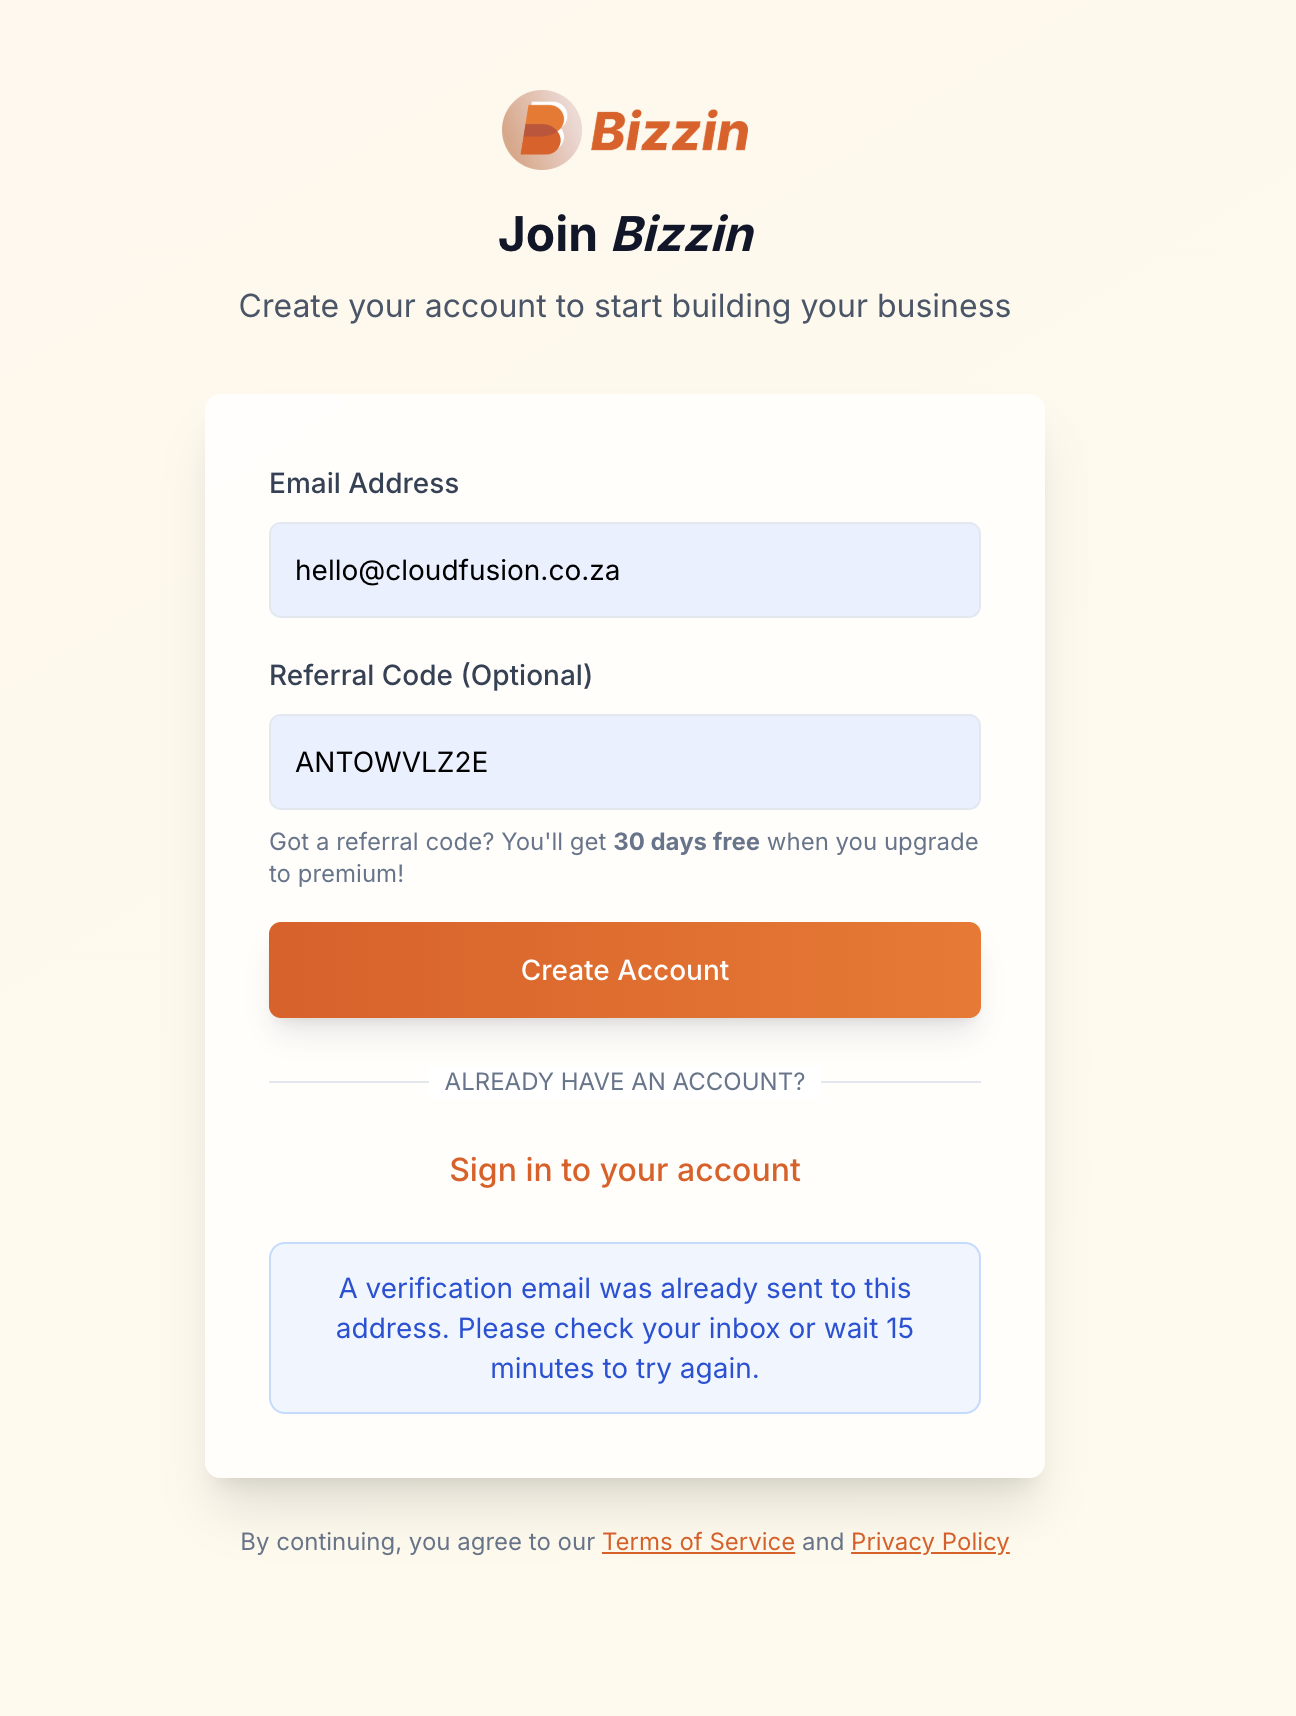 Bizzin
Join Bizzin
Create your account to start building your business
Email Address
hello@cloudfusion.co.za
Referral Code (Optional)
ANTOWVLZ2E
Got a referral code? You'll get 30 days free when you upgrade
to premium!
Create Account
ALREADY HAVE AN ACCOUNT?
Sign in to your account
A verification email was already sent to this
address. Please check your inbox or wait 15
minutes to try again.
By continuing, you agree to our Terms of Service and Privacy Policy